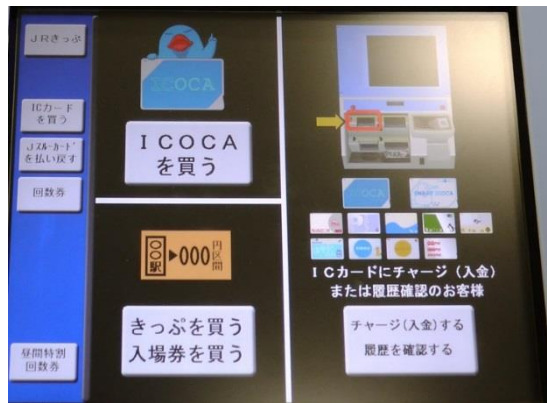 JRきっぷ
ICカード
を買う
Jスルーカード
を払い戻す
回数券
昼間特割
回数券
ICOCA
ICOCA
を買う
〇〇駅▶000円区間
きっぷを買う
入場券を買う
ICOCA
SMART ICOCA
ICカードにチャージ(入金)
または履歴確認のお客様
チャージ(入金)する
履歴を確認する